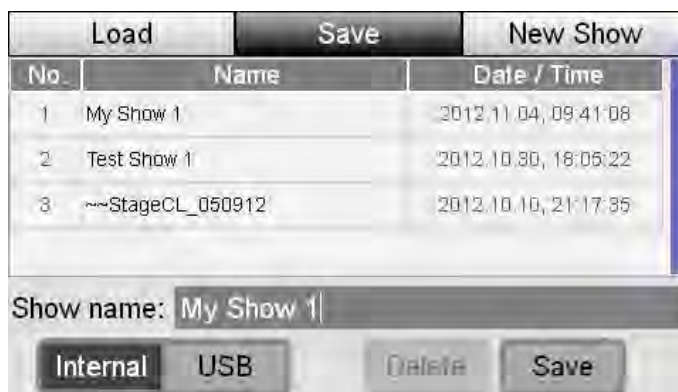 Load Save New Show
No. Name Date / Time
1 My Show 1 2012.11.04, 09:41:08
2 Test Show 1 2012.10.30, 18:05:22
3 ~~StageCL_050912 2012.10.10, 21:17:35
Show name: My Show 1
Internal USB Delete Save